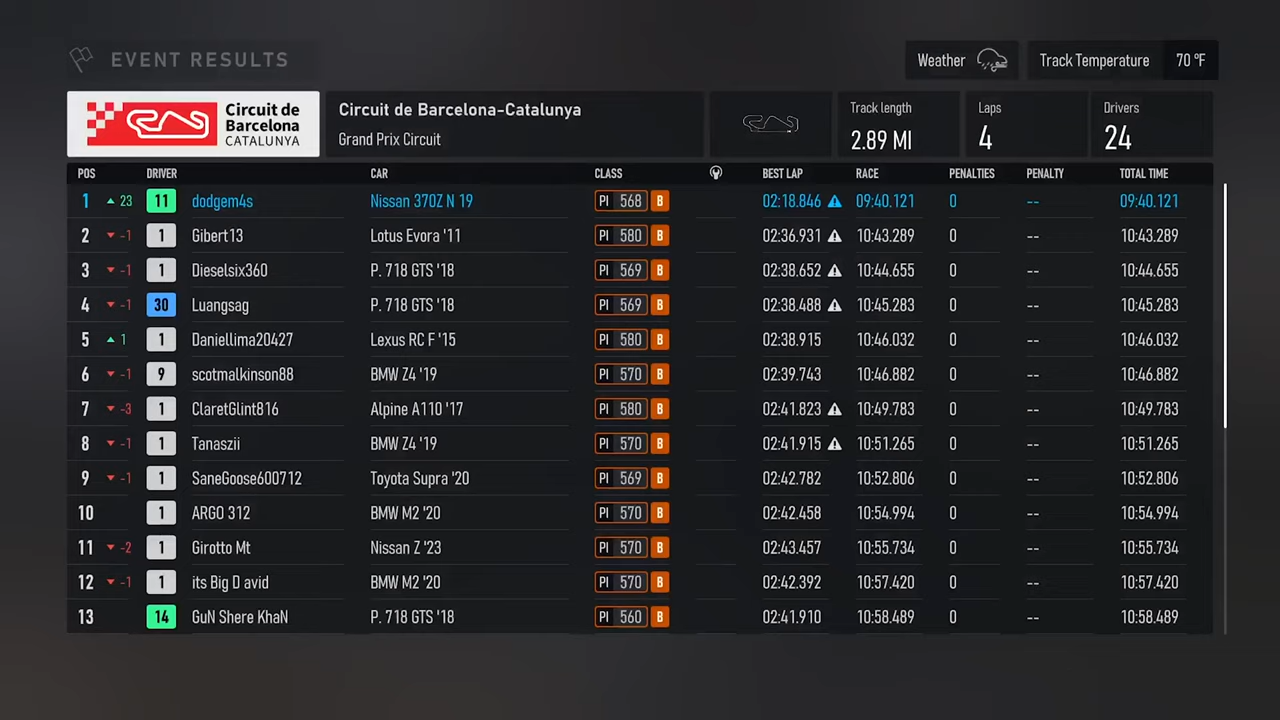 EVENT RESULTS Weather Track Temperature 70 °F
Circuit de Barcelona CATALUNYA
Circuit de Barcelona-Catalunya
Grand Prix Circuit
Track length 2.89 MI
Laps 4
Drivers 24
POS DRIVER CAR CLASS BEST LAP RACE PENALTIES PENALTY TOTAL TIME
1 23 11 dodgem4s Nissan 370Z N 19 PI 568 B 02:18.846 09:40.121 0 -- 09:40.121
2 -1 1 Gibert13 Lotus Evora '11 PI 580 B 02:36.931 10:43.289 0 -- 10:43.289
3 -1 1 Dieselsix360 P. 718 GTS '18 PI 569 B 02:38.652 10:44.655 0 -- 10:44.655
4 -1 30 Luangsag P. 718 GTS '18 PI 569 B 02:38.488 10:45.283 0 -- 10:45.283
5 1 1 Daniellima20427 Lexus RC F '15 PI 580 B 02:38.915 10:46.032 0 -- 10:46.032
6 -1 9 scotmalkinson88 BMW Z4 '19 PI 570 B 02:39.743 10:46.882 0 -- 10:46.882
7 -3 1 ClaretGlint816 Alpine A110 '17 PI 580 B 02:41.823 10:49.783 0 -- 10:49.783
8 -1 1 Tanaszii BMW Z4 '19 PI 570 B 02:41.915 10:51.265 0 -- 10:51.265
9 -1 1 SaneGoose600712 Toyota Supra '20 PI 569 B 02:42.782 10:52.806 0 -- 10:52.806
10 1 ARGO 312 BMW M2 '20 PI 570 B 02:42.458 10:54.994 0 -- 10:54.994
11 -2 1 Girotto Mt Nissan Z '23 PI 570 B 02:43.457 10:55.734 0 -- 10:55.734
12 -1 1 its Big D avid BMW M2 '20 PI 570 B 02:42.392 10:57.420 0 -- 10:57.420
13 14 GuN Shere KhaN P. 718 GTS '18 PI 560 B 02:41.910 10:58.489 0 -- 10:58.489